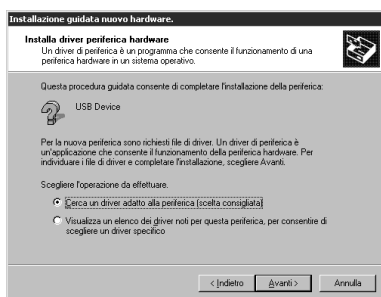 Installazione guidata nuovo hardware.
Installa driver periferica hardware
Un driver di periferica è un programma che consente il funzionamento di una
periferica hardware in un sistema operativo.
Questa procedura guidata consente di completare l'installazione della periferica:
USB Device
Per la nuova periferica sono richiesti file di driver. Un driver di periferica è
un'applicazione che consente il funzionamento della periferica hardware. Per
individuare i file di driver e completare l'installazione, scegliere Avanti.
Scegliere l'operazione da effettuare.
Cerca un driver adatto alla periferica (scelta consigliata)
Visualizza un elenco dei driver noti per questa periferica, per consentire di
scegliere un driver specifico
< Indietro Avanti > Annulla